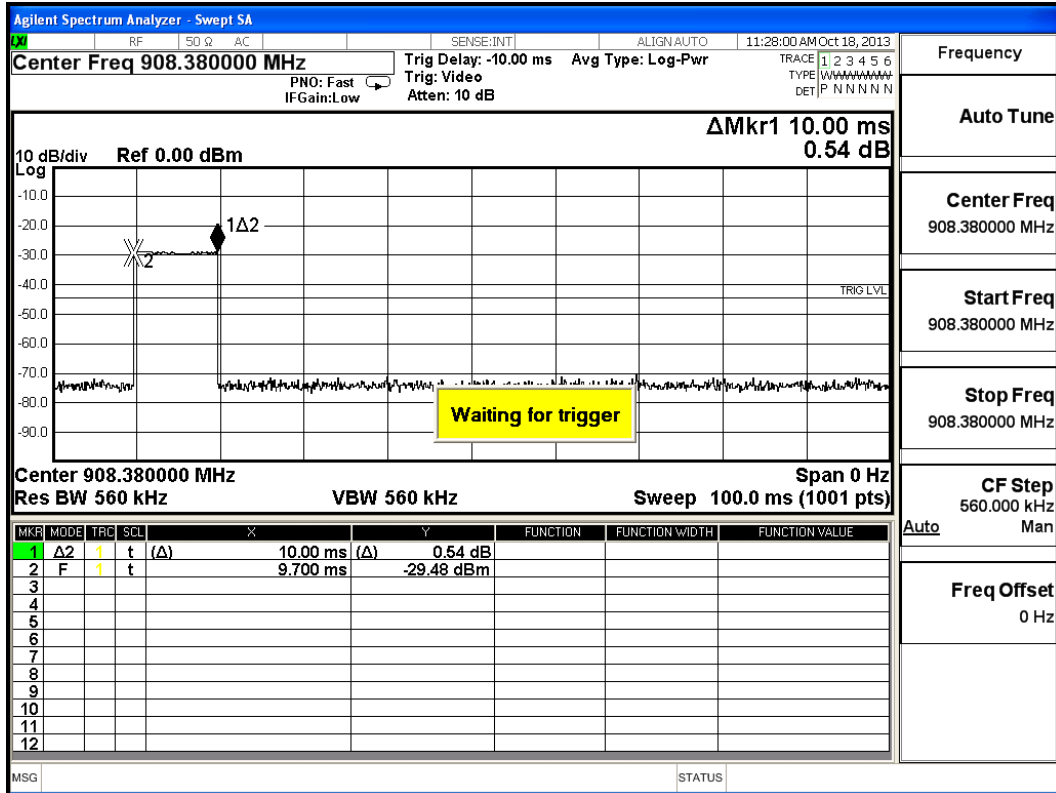 Agilent Spectrum Analyzer - Swept SA
LXI RF 50 Ω AC SENSE:INT ALIGN AUTO 11:28:00 AM Oct 18, 2013
Center Freq 908.380000 MHz
PNO: Fast
IFGain:Low
Trig Delay: -10.00 ms
Trig: Video
Atten: 10 dB
Avg Type: Log-Pwr
TRACE 1 2 3 4 5 6
TYPE
DET P N N N N N
ΔMkr1 10.00 ms
0.54 dB
10 dB/div Ref 0.00 dBm
Log
-10.0
-20.0
1Δ2
-30.0
2
-40.0
TRIG LVL
-50.0
-60.0
-70.0
-80.0
Waiting for trigger
-90.0
Center 908.380000 MHz Span 0 Hz
Res BW 560 kHz VBW 560 kHz Sweep 100.0 ms (1001 pts)
MKR MODE TRC SCL X Y FUNCTION FUNCTION WIDTH FUNCTION VALUE
1 Δ2 1 t (Δ) 10.00 ms (Δ) 0.54 dB
2 F 1 t 9.700 ms -29.48 dBm
3
4
5
6
7
8
9
10
11
12
MSG STATUS
Frequency
Auto Tune
Center Freq
908.380000 MHz
Start Freq
908.380000 MHz
Stop Freq
908.380000 MHz
CF Step
560.000 kHz
Auto Man
Freq Offset
0 Hz